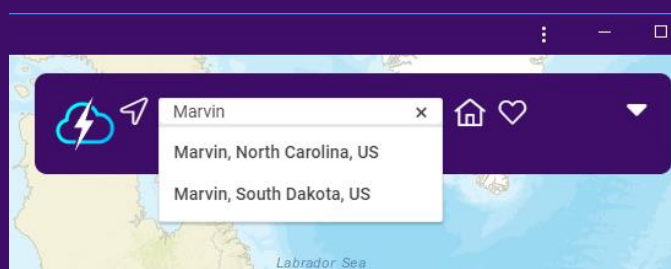 Marvin
Marvin, North Carolina, US
Marvin, South Dakota, US
Labrador Sea